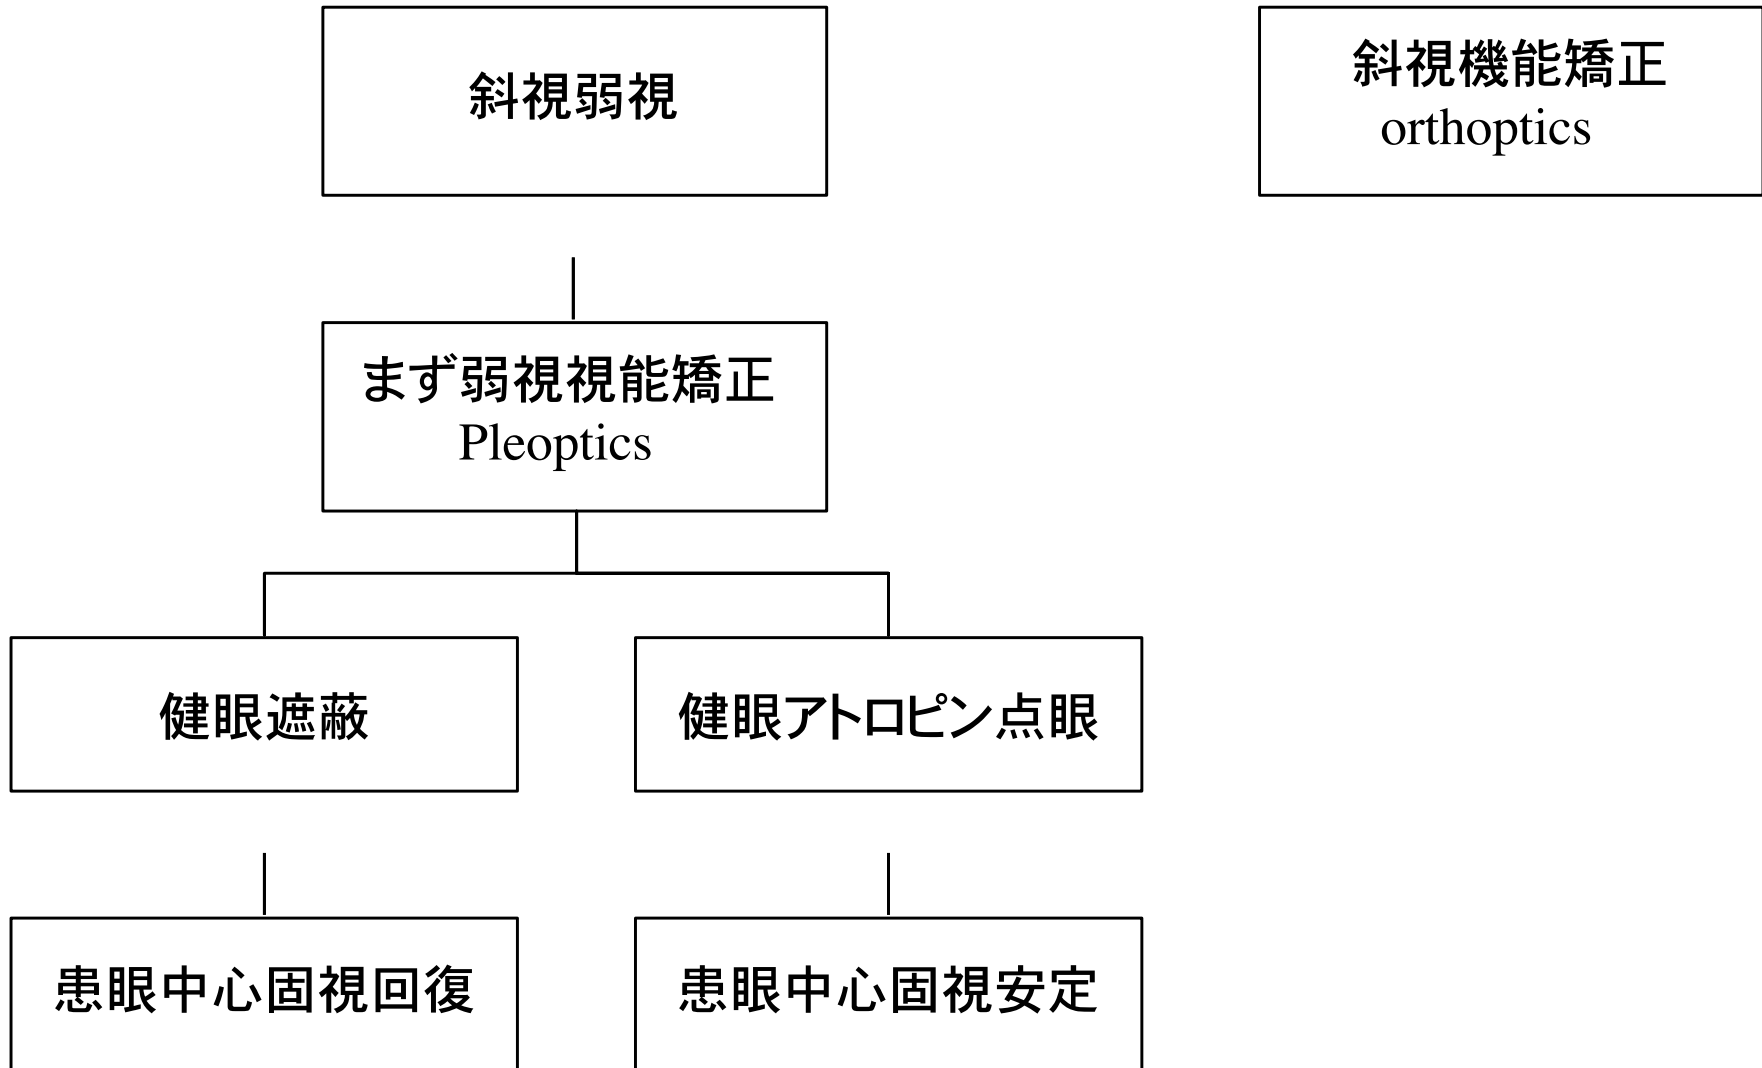 斜視弱視
斜視機能矯正
orthoptics
まず弱視視能矯正
Pleoptics
健眼遮蔽
健眼アトロピン点眼
患眼中心固視回復
患眼中心固視安定